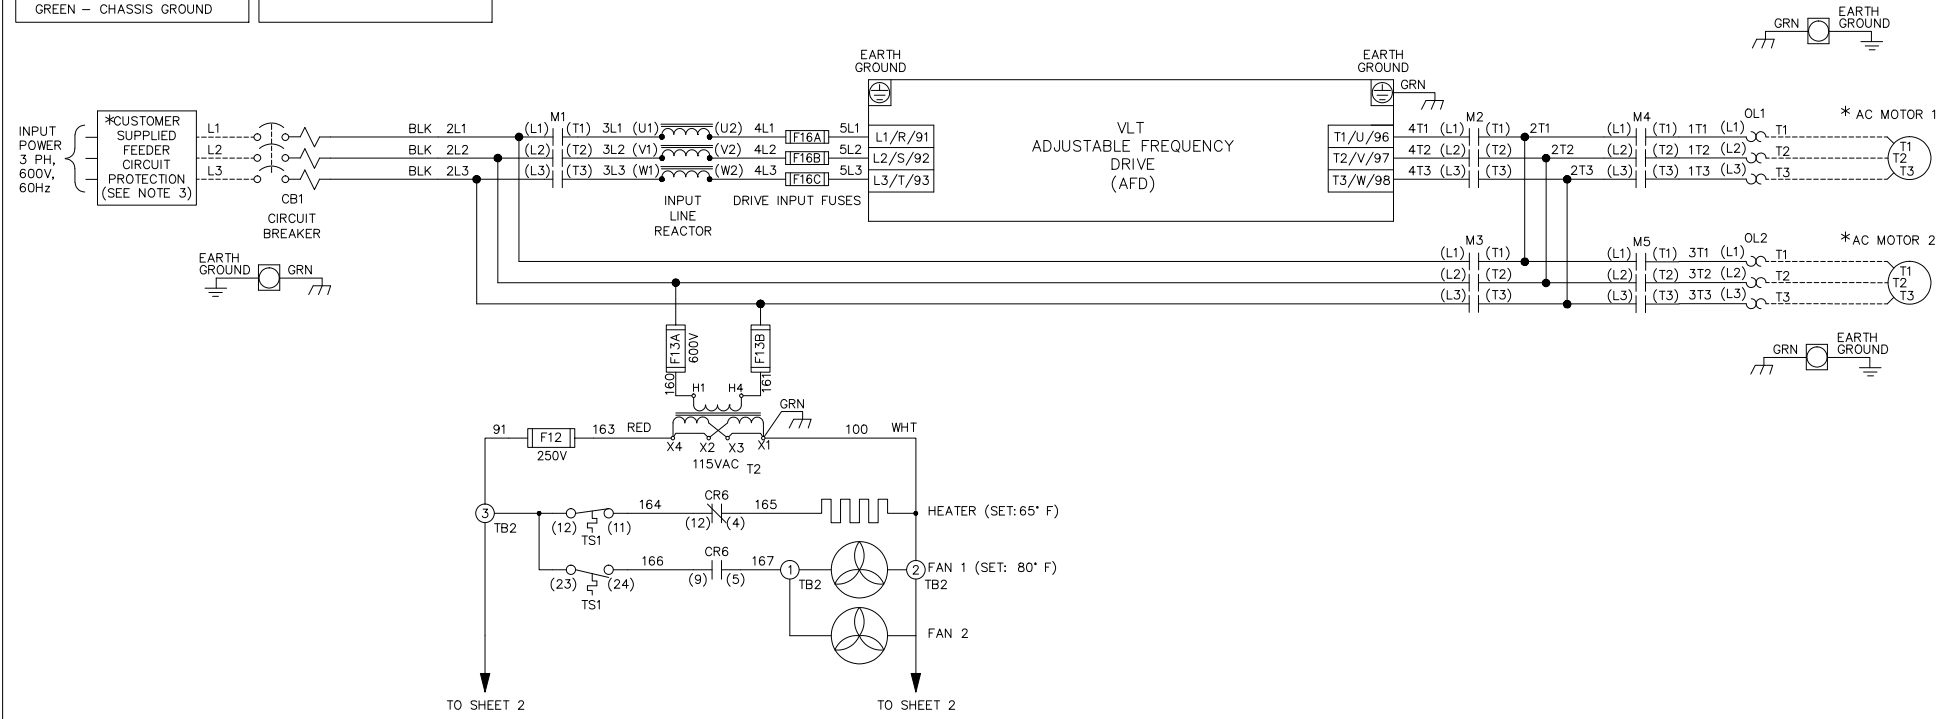 GREEN – CHASSIS GROUND
GRN
EARTH
GROUND
INPUT
POWER
3 PH,
600V,
60Hz
*CUSTOMER
SUPPLIED
FEEDER
CIRCUIT
PROTECTION
(SEE NOTE 3)
L1
L2
L3
CB1
CIRCUIT
BREAKER
EARTH
GROUND
GRN
BLK 2L1
BLK 2L2
BLK 2L3
M1
(L1) (T1) 3L1 (U1) (U2) 4L1 F16A 5L1
(L2) (T2) 3L2 (V1) (V2) 4L2 F16B 5L2
(L3) (T3) 3L3 (W1) (W2) 4L3 F16C 5L3
INPUT
LINE
REACTOR
DRIVE INPUT FUSES
EARTH
GROUND
L1/R/91
L2/S/92
L3/T/93
VLT
ADJUSTABLE FREQUENCY
DRIVE
(AFD)
EARTH
GROUND
GRN
T1/U/96
T2/V/97
T3/W/98
M2
4T1 (L1) (T1) 2T1
4T2 (L2) (T2) 2T2
4T3 (L3) (T3) 2T3
M4
OL1
(L1) (T1) 1T1 (L1) T1
(L2) (T2) 1T2 (L2) T2
(L3) (T3) 1T3 (L3) T3
* AC MOTOR 1
T1
T2
T3
M3
(L1) (T1)
(L2) (T2)
(L3) (T3)
M5
OL2
(L1) (T1) 3T1 (L1) T1
(L2) (T2) 3T2 (L2) T2
(L3) (T3) 3T3 (L3) T3
*AC MOTOR 2
T1
T2
T3
GRN
EARTH
GROUND
F13A
600V
F13B
160
161
H1 H4
GRN
91 F12 163 RED
250V
X4 X2 X3 X1
115VAC T2
100 WHT
3
TB2
(12) (11)
TS1
164
CR6
(12) (4)
165
HEATER (SET:65° F)
(23) (24)
TS1
166
CR6
(9) (5)
167
1
TB2
2
TB2
FAN 1 (SET: 80° F)
FAN 2
TO SHEET 2
TO SHEET 2